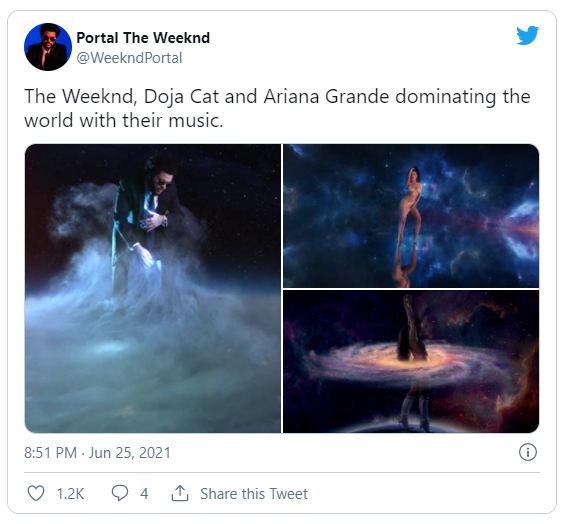 Portal The Weeknd
@WeekndPortal
The Weeknd, Doja Cat and Ariana Grande dominating the
world with their music.
8:51 PM · Jun 25, 2021
1.2K 4 Share this Tweet